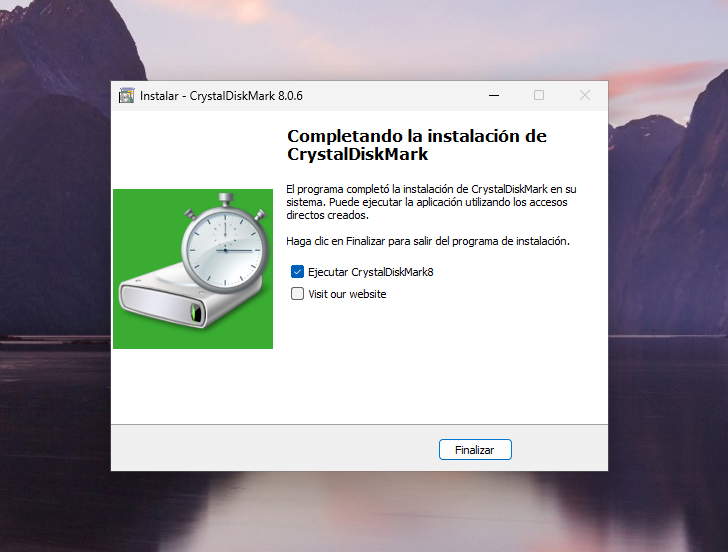 Instalar - CrystalDiskMark 8.0.6
Completando la instalación de
CrystalDiskMark
El programa completó la instalación de CrystalDiskMark en su
sistema. Puede ejecutar la aplicación utilizando los accesos
directos creados.
Haga clic en Finalizar para salir del programa de instalación.
Ejecutar CrystalDiskMark8
Visit our website
Finalizar